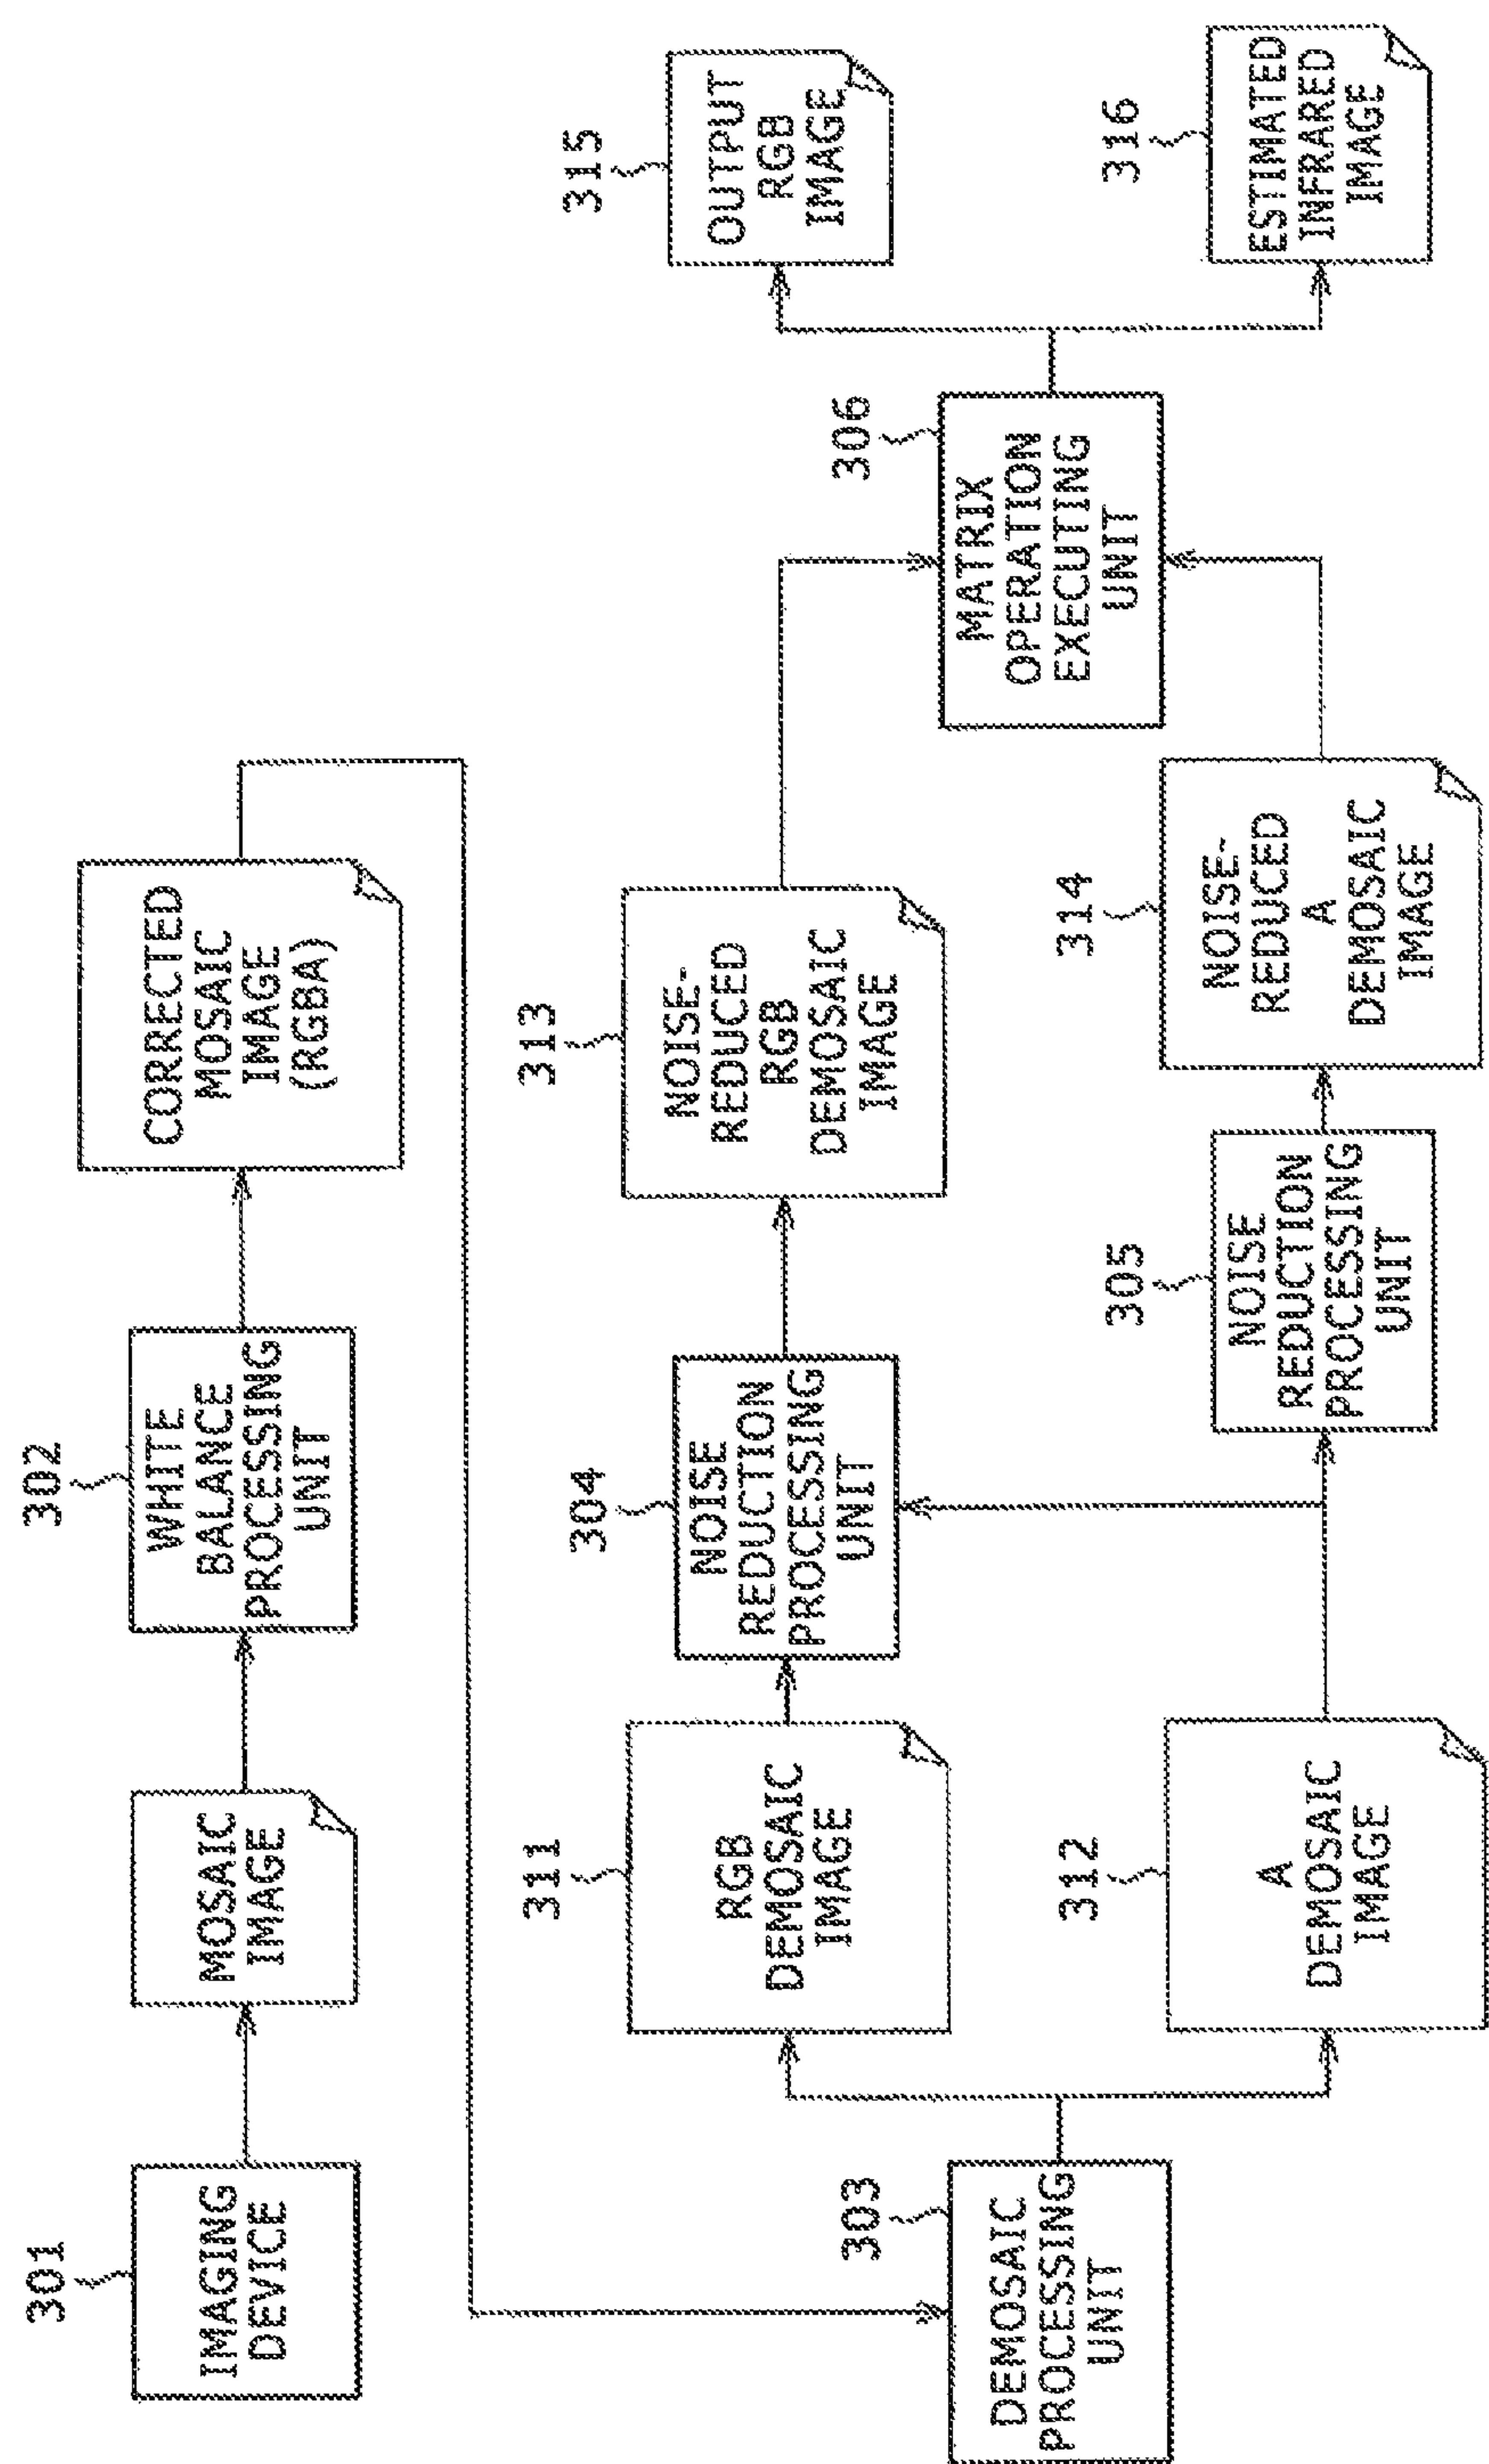 301
IMAGING
DEVICE
MOSAIC
IMAGE
302
WHITE
BALANCE
PROCESSING
UNIT
CORRECTED
MOSAIC
IMAGE
(RGBA)
303
DEMOSAIC
PROCESSING
UNIT
311
RGB
DEMOSAIC
IMAGE
304
NOISE
REDUCTION
PROCESSING
UNIT
313
NOISE-
REDUCED
RGB
DEMOSAIC
IMAGE
312
A
DEMOSAIC
IMAGE
305
NOISE
REDUCTION
PROCESSING
UNIT
314
NOISE-
REDUCED
A
DEMOSAIC
IMAGE
306
MATRIX
OPERATION
EXECUTING
UNIT
315
OUTPUT
RGB
IMAGE
316
ESTIMATED
INFRARED
IMAGE